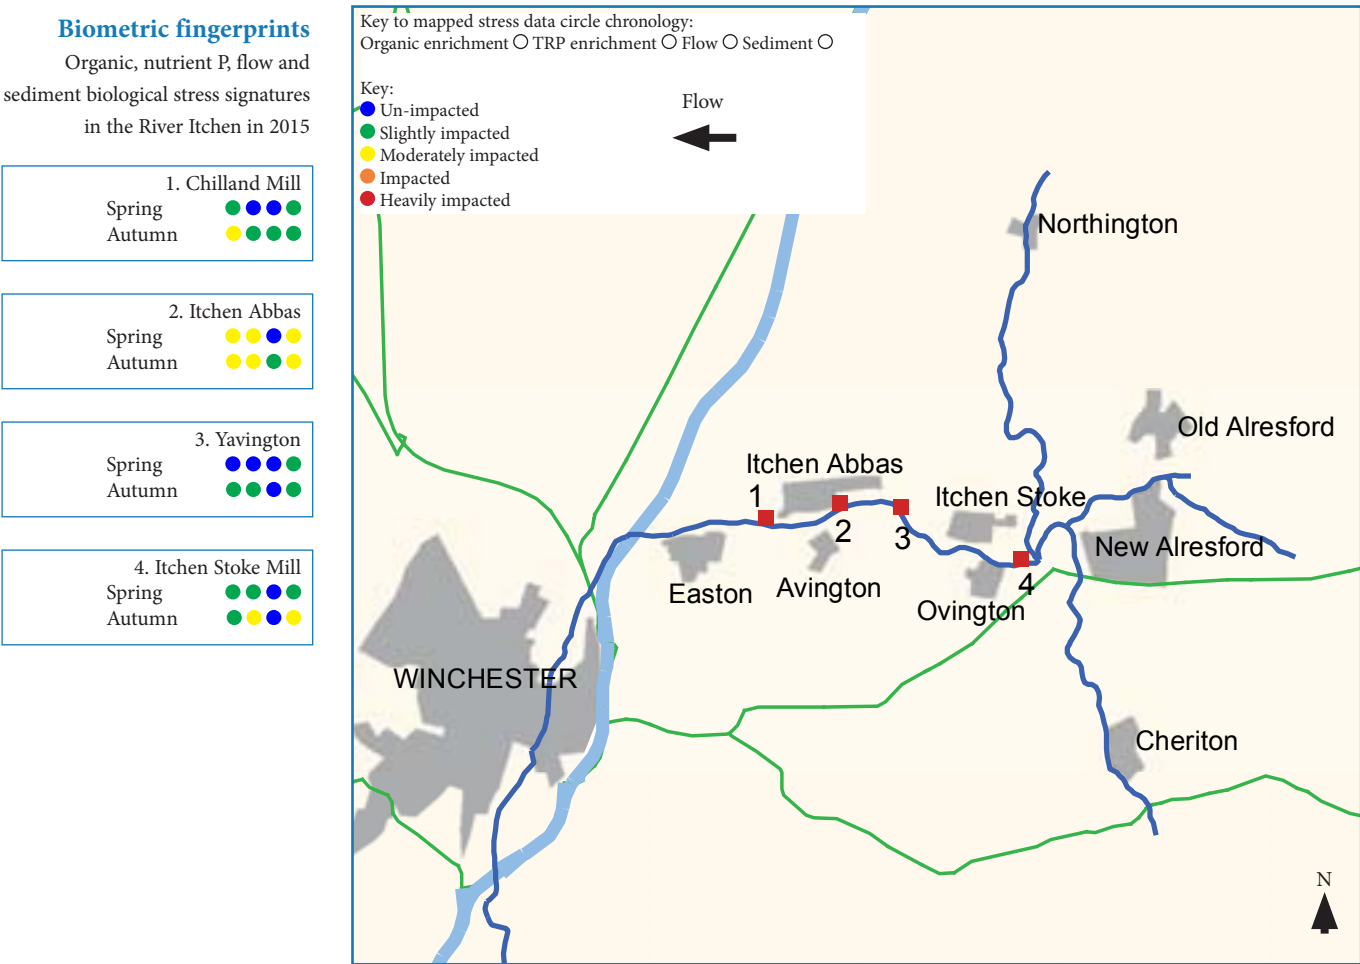 Biometric fingerprints
Organic, nutrient P, flow and
sediment biological stress signatures
in the River Itchen in 2015
1. Chilland Mill
Spring
Autumn
2. Itchen Abbas
Spring
Autumn
3. Yavington
Spring
Autumn
4. Itchen Stoke Mill
Spring
Autumn
Key to mapped stress data circle chronology:
Organic enrichment TRP enrichment Flow Sediment
Key:
Un-impacted
Slightly impacted
Moderately impacted
Impacted
Heavily impacted
Flow
Northington
Old Alresford
Itchen Abbas
1
2
3
Itchen Stoke
New Alresford
4
Easton
Avington
Ovington
WINCHESTER
Cheriton
N